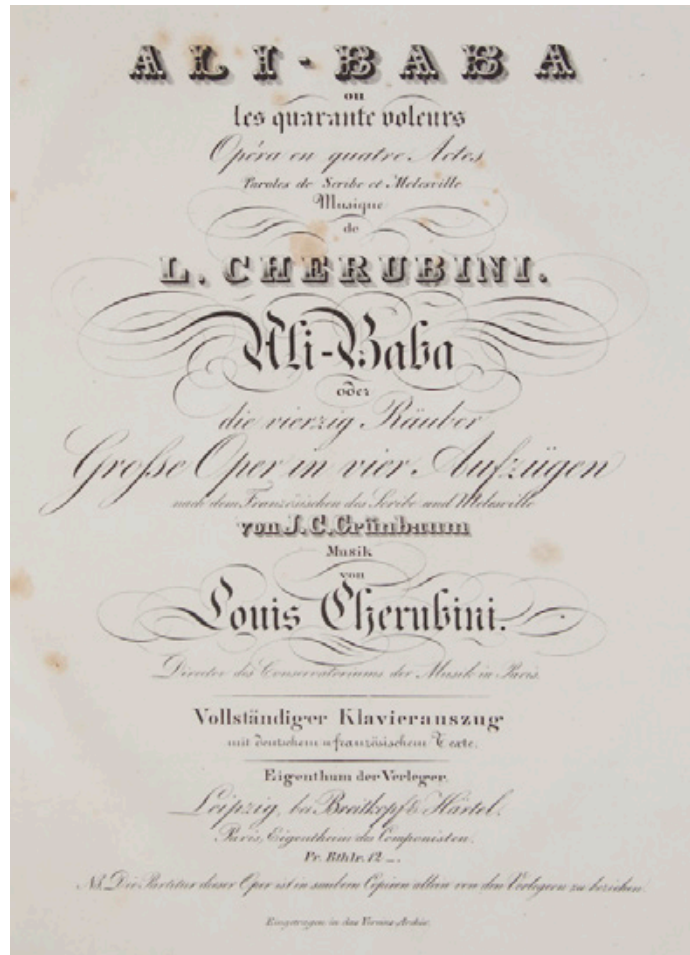 ALI-BABA
ou
les quarante voleurs
Opéra en quatre Actes
Paroles de Scribe et Melesville
Musique
de
L. CHERUBINI.
Ali-Baba
oder
die vierzig Räuber
Große Oper in vier Aufzügen
nach dem Französischen des Scribe und Melesville
von J.C. Grünbaum
Musik
von
Louis Cherubini.
Director des Conservatoriums der Musik in Paris.
Vollständiger Klavierauszug
mit deutschem u französischem Texte.
Eigenthum der Verleger.
Leipzig, bei Breitkopf & Härtel.
Paris, Eigenthum des Componisten.
Pr. Rthlr. 12 _.
NB. Die Partitur dieser Oper ist in saubern Copieen allein von den Verlegern zu beziehen.
Eingetragen in das Vereins-Archiv.